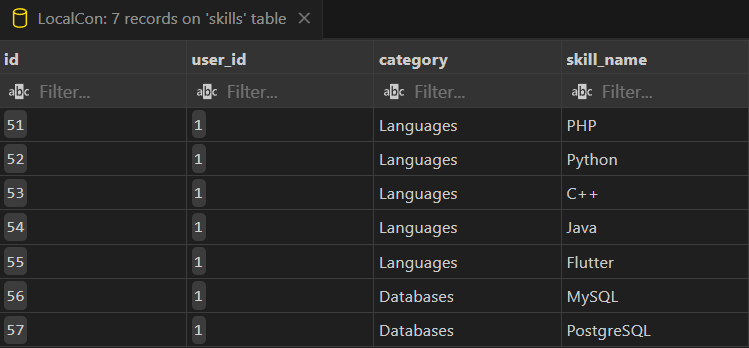 LocalCon: 7 records on 'skills' table ×
id user_id category skill_name
abc Filter... abc Filter... abc Filter... abc Filter...
51 1 Languages PHP
52 1 Languages Python
53 1 Languages C++
54 1 Languages Java
55 1 Languages Flutter
56 1 Databases MySQL
57 1 Databases PostgreSQL